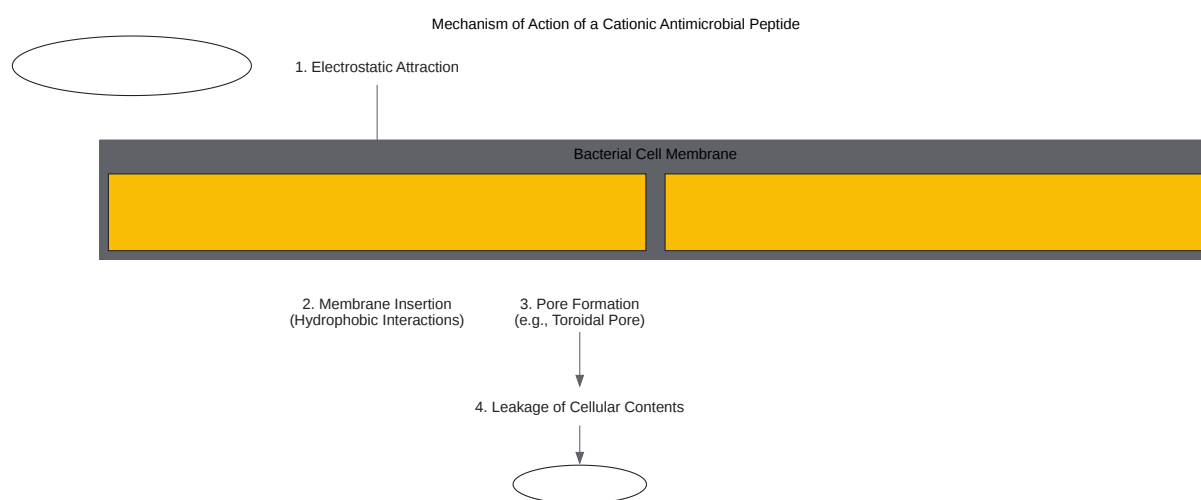 Mechanism of Action of a Cationic Antimicrobial Peptide
1. Electrostatic Attraction
Bacterial Cell Membrane
2. Membrane Insertion
(Hydrophobic Interactions)
3. Pore Formation
(e.g., Toroidal Pore)
4. Leakage of Cellular Contents